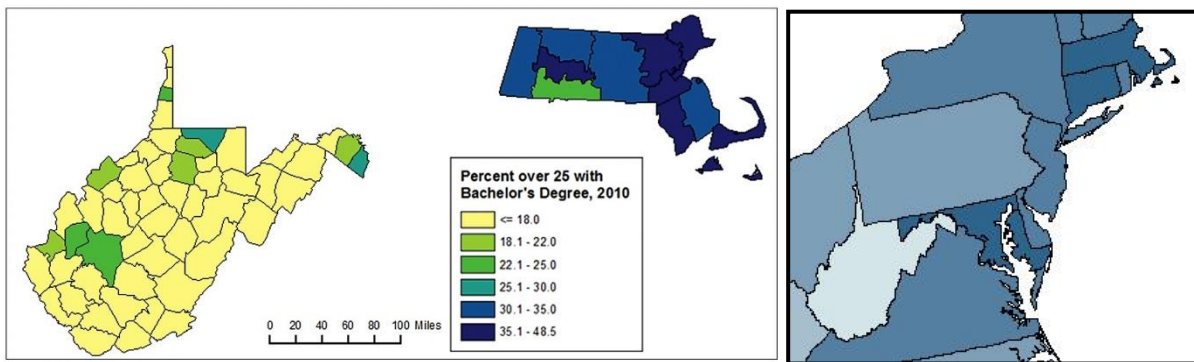 Percent over 25 with
Bachelor's Degree, 2010
<= 18.0
18.1 - 22.0
22.1 - 25.0
25.1 - 30.0
30.1 - 35.0
35.1 - 48.5
0 20 40 60 80 100 Miles